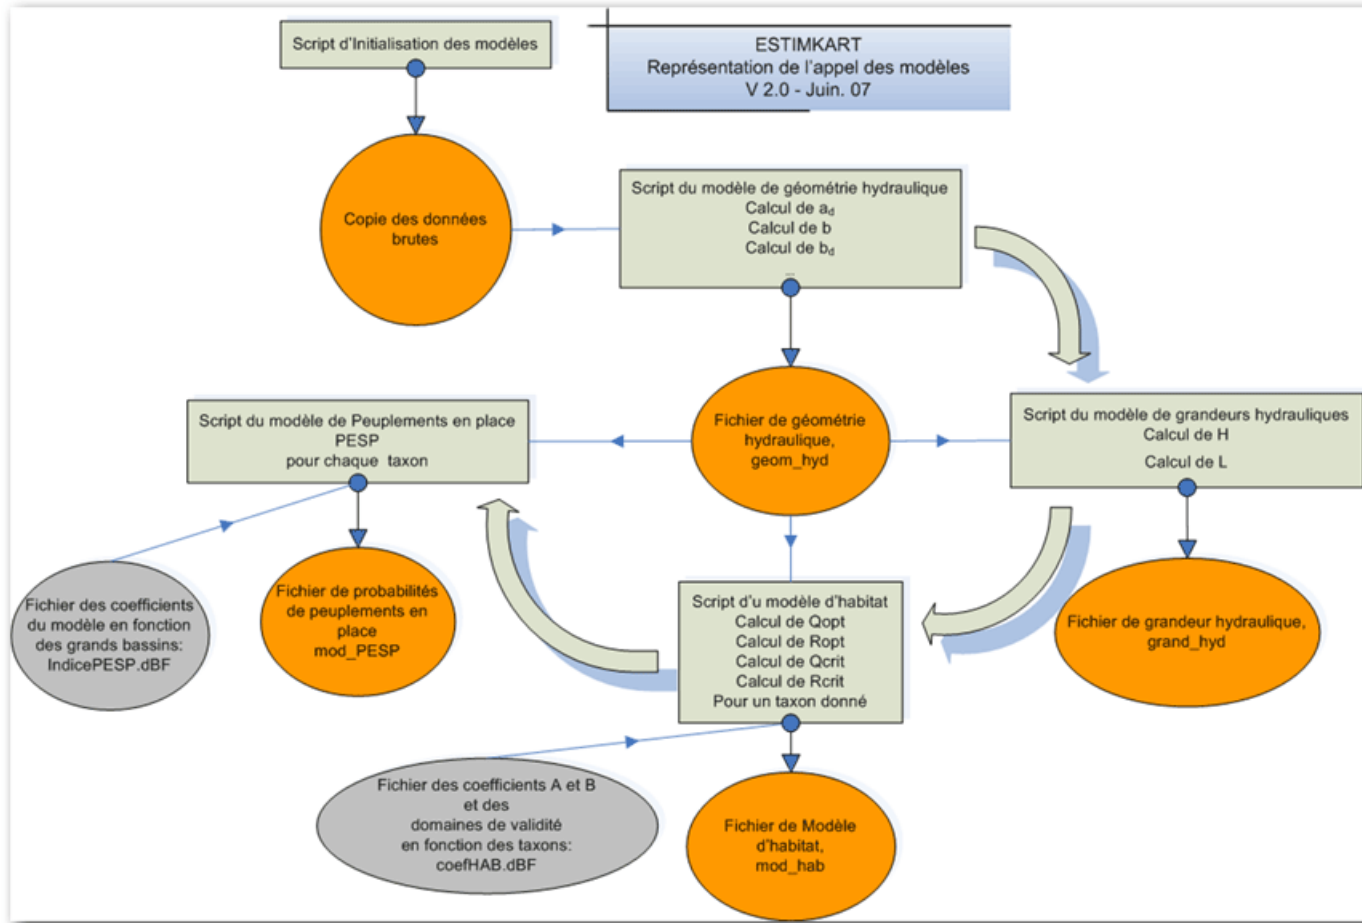 Script d'Initialisation des modèles
ESTIMKART
Représentation de l'appel des modèles
V 2.0 - Juin. 07
Copie des données
brutes
Script du modèle de géométrie hydraulique
Calcul de ad
Calcul de b
Calcul de bd
...
Script du modèle de Peuplements en place
PESP
pour chaque taxon
Fichier de géométrie
hydraulique,
geom_hyd
Script du modèle de grandeurs hydrauliques
Calcul de H
Calcul de L
Fichier des coefficients
du modèle en fonction
des grands bassins:
IndicePESP.dBF
Fichier de probabilités
de peuplements en
place
mod_PESP
Script d'u modèle d'habitat
Calcul de Qopt
Calcul de Ropt
Calcul de Qcrit
Calcul de Rcrit
Pour un taxon donné
Fichier de grandeur hydraulique,
grand_hyd
Fichier des coefficients A et B
et des
domaines de validité
en fonction des taxons:
coefHAB.dBF
Fichier de Modèle
d'habitat,
mod_hab